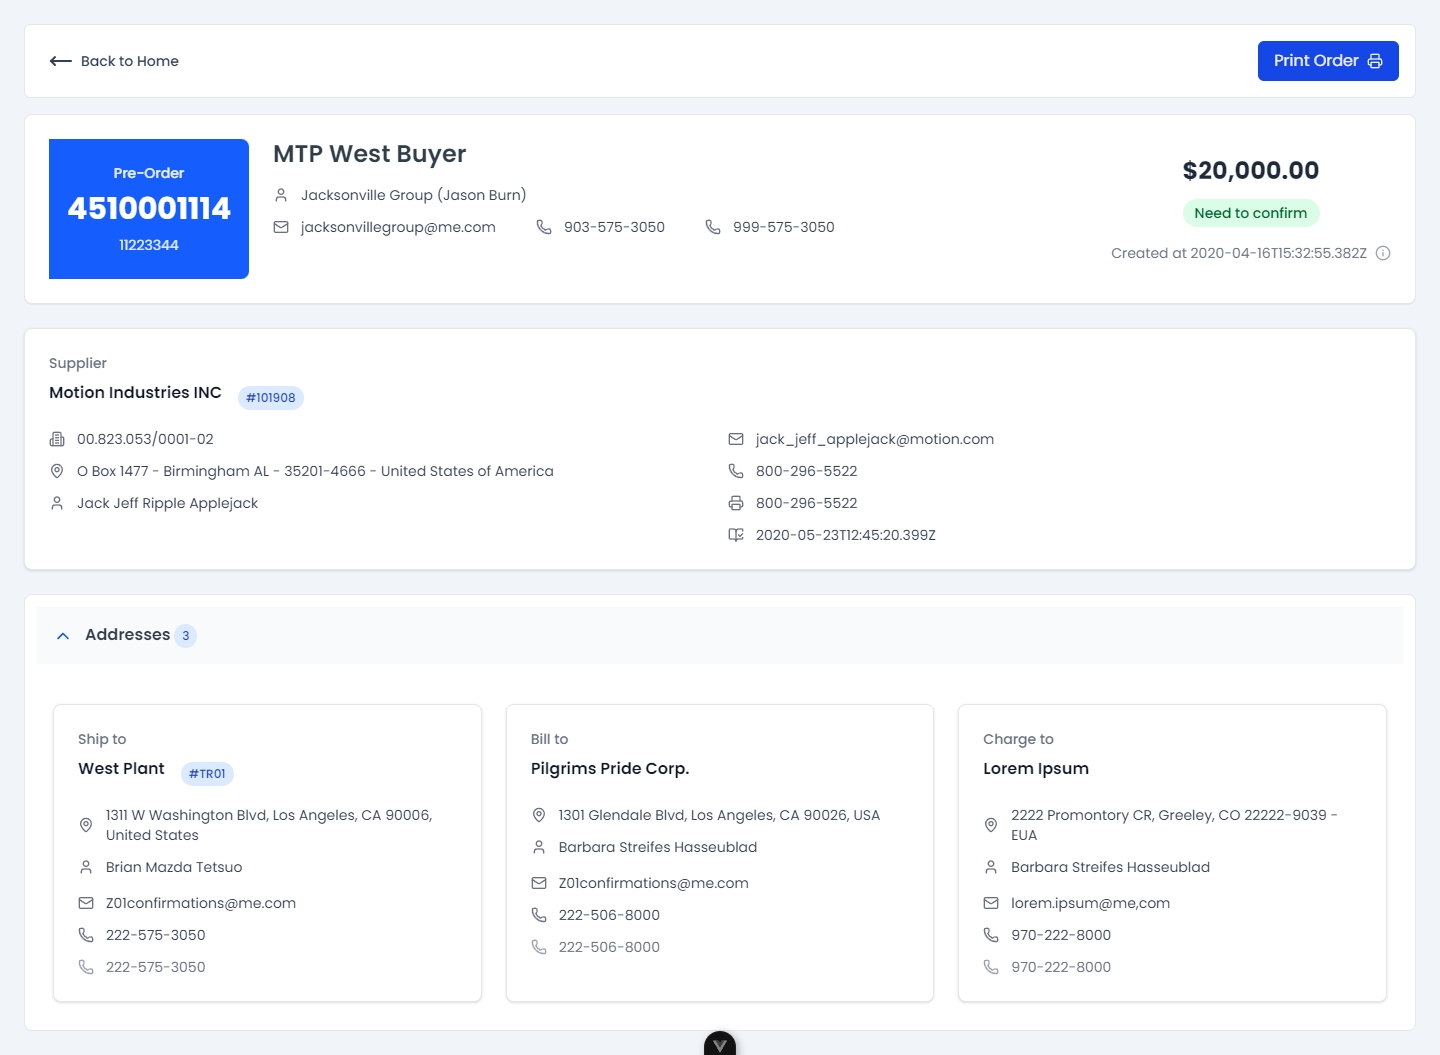 Back to Home
Print Order
Pre-Order
4510001114
11223344
MTP West Buyer
Jacksonville Group (Jason Burn)
jacksonvillegroup@me.com
903-575-3050
999-575-3050
$20,000.00
Need to confirm
Created at 2020-04-16T15:32:55.382Z
Supplier
Motion Industries INC
#101908
00.823.053/0001-02
O Box 1477 - Birmingham AL - 35201-4666 - United States of America
Jack Jeff Ripple Applejack
jack_jeff_applejack@motion.com
800-296-5522
800-296-5522
2020-05-23T12:45:20.399Z
Addresses 3
Ship to
West Plant
#TR01
1311 W Washington Blvd, Los Angeles, CA 90006,
United States
Brian Mazda Tetsuo
Z01confirmations@me.com
222-575-3050
222-575-3050
Bill to
Pilgrims Pride Corp.
1301 Glendale Blvd, Los Angeles, CA 90026, USA
Barbara Streifes Hasseublad
Z01confirmations@me.com
222-506-8000
222-506-8000
Charge to
Lorem Ipsum
2222 Promontory CR, Greeley, CO 22222-9039 -
EUA
Barbara Streifes Hasseublad
lorem.ipsum@me,com
970-222-8000
970-222-8000